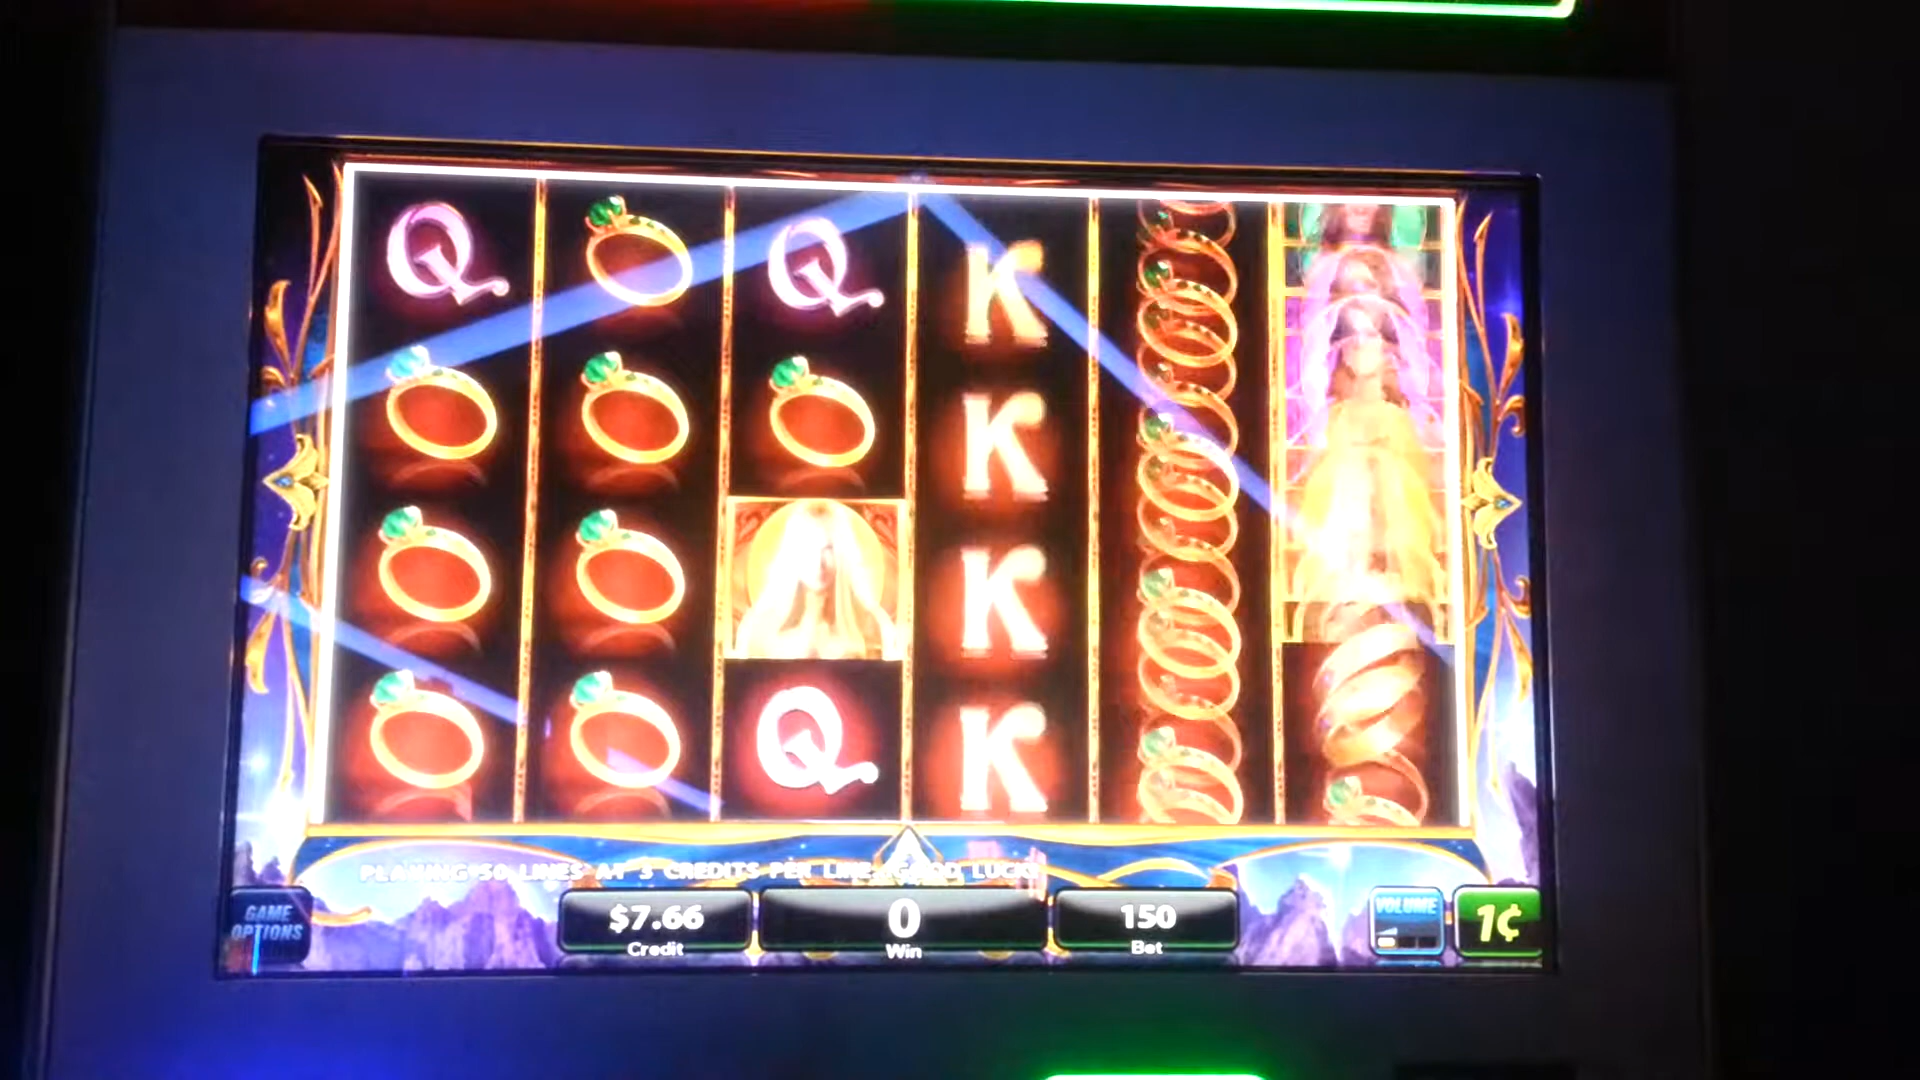 Q Q K
K
K
Q K
PLAYING 50 LINES AT 3 CREDITS PER LINE. GOOD LUCK!
GAME OPTIONS
$7.66
Credit
0
Win
150
Bet
VOLUME
1¢